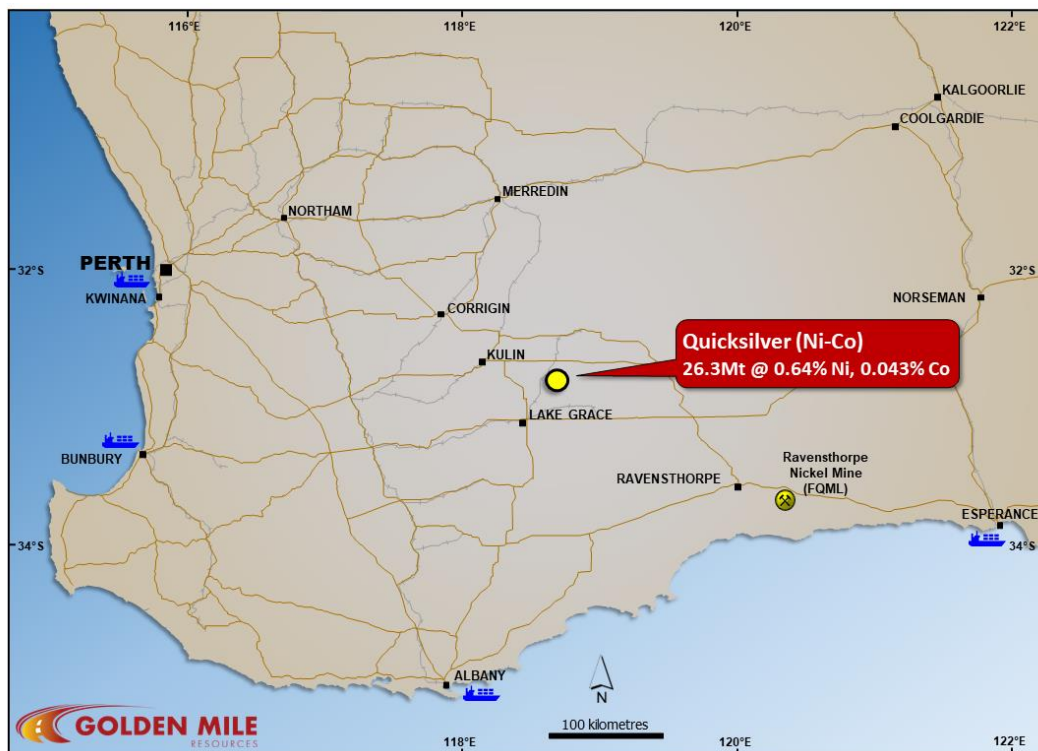 116°E
118°E
120°E
122°E
KALGOORLIE
COOLGARDIE
MERREDIN
NORTHAM
PERTH
32°S
32°S
KWINANA
NORSEMAN
CORRIGIN
Quicksilver (Ni-Co)
26.3Mt @ 0.64% Ni, 0.043% Co
KULIN
LAKE GRACE
BUNBURY
Ravensthorpe
Nickel Mine
(FQML)
RAVENSTHORPE
ESPERANCE
34°S
34°S
ALBANY
N
100 kilometres
GOLDEN MILE
RESOURCES
118°E
120°E
122°E